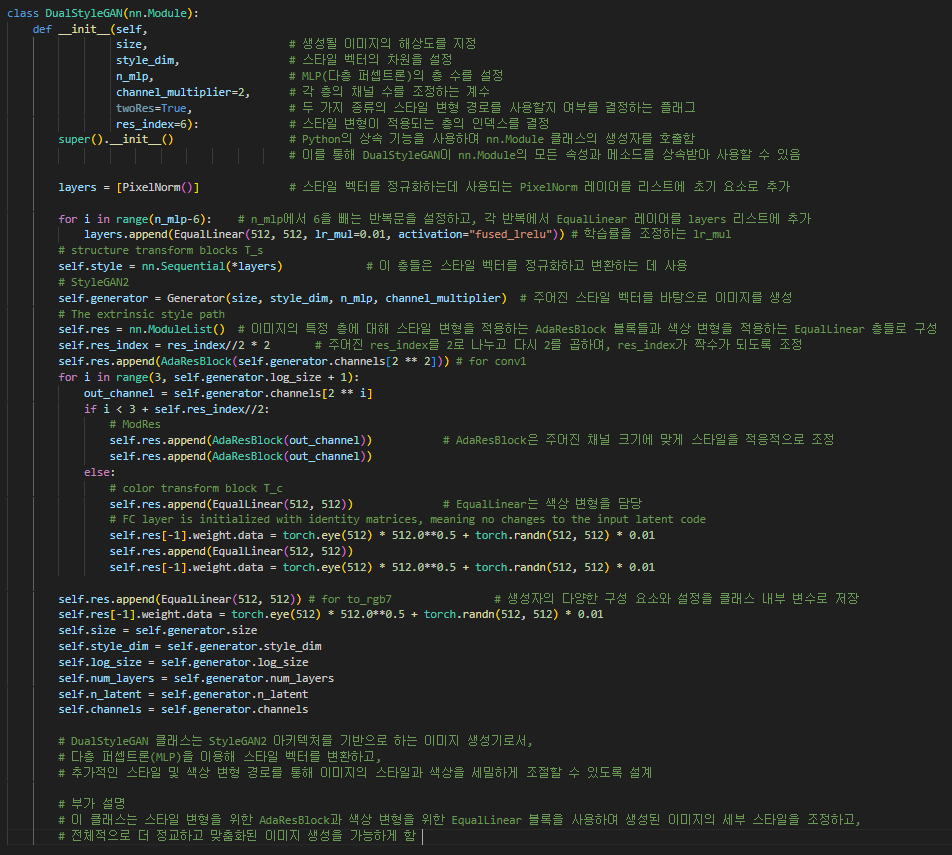 class DualStyleGAN(nn.Module):
    def __init__(self,
                 size,                      # 생성될 이미지의 해상도를 지정
                 style_dim,                 # 스타일 벡터의 차원을 설정
                 n_mlp,                     # MLP(다층 퍼셉트론)의 층 수를 설정
                 channel_multiplier=2,      # 각 층의 채널 수를 조정하는 계수
                 twoRes=True,               # 두 가지 종류의 스타일 변형 경로를 사용할지 여부를 결정하는 플래그
                 res_index=6):              # 스타일 변형이 적용되는 층의 인덱스를 결정
        super().__init__()                  # Python의 상속 기능을 사용하여 nn.Module 클래스의 생성자를 호출함
                                            # 이를 통해 DualStyleGAN이 nn.Module의 모든 속성과 메소드를 상속받아 사용할 수 있음
        layers = [PixelNorm()]              # 스타일 벡터를 정규화하는데 사용되는 PixelNorm 레이어를 리스트에 초기 요소로 추가
        for i in range(n_mlp-6):    # n_mlp에서 6을 빼는 반복문을 설정하고, 각 반복에서 EqualLinear 레이어를 layers 리스트에 추가
            layers.append(EqualLinear(512, 512, lr_mul=0.01, activation="fused_lrelu")) # 학습률을 조정하는 lr_mul
        # structure transform blocks T_s
        self.style = nn.Sequential(*layers)             # 이 층들은 스타일 벡터를 정규화하고 변환하는 데 사용
        # StyleGAN2
        self.generator = Generator(size, style_dim, n_mlp, channel_multiplier)  # 주어진 스타일 벡터를 바탕으로 이미지를 생성
        # The extrinsic style path
        self.res = nn.ModuleList()  # 이미지의 특정 층에 대해 스타일 변형을 적용하는 AdaResBlock 블록들과 색상 변형을 적용하는 EqualLinear 층들로 구성
        self.res_index = res_index//2 * 2       # 주어진 res_index를 2로 나누고 다시 2를 곱하여, res_index가 짝수가 되도록 조정
        self.res.append(AdaResBlock(self.generator.channels[2 ** 2])) # for conv1
        for i in range(3, self.generator.log_size + 1):
            out_channel = self.generator.channels[2 ** i]
            if i < 3 + self.res_index//2:
                # ModRes
                self.res.append(AdaResBlock(out_channel))           # AdaResBlock은 주어진 채널 크기에 맞게 스타일을 적응적으로 조정
                self.res.append(AdaResBlock(out_channel))
            else:
                # color transform block T_c
                self.res.append(EqualLinear(512, 512))              # EqualLinear는 색상 변형을 담당
                # FC layer is initialized with identity matrices, meaning no changes to the input latent code
                self.res[-1].weight.data = torch.eye(512) * 512.0**0.5 + torch.randn(512, 512) * 0.01
                self.res.append(EqualLinear(512, 512))
                self.res[-1].weight.data = torch.eye(512) * 512.0**0.5 + torch.randn(512, 512) * 0.01
        self.res.append(EqualLinear(512, 512)) # for to_rgb7                # 생성자의 다양한 구성 요소와 설정을 클래스 내부 변수로 저장
        self.res[-1].weight.data = torch.eye(512) * 512.0**0.5 + torch.randn(512, 512) * 0.01
        self.size = self.generator.size
        self.style_dim = self.generator.style_dim
        self.log_size = self.generator.log_size
        self.num_layers = self.generator.num_layers
        self.n_latent = self.generator.n_latent
        self.channels = self.generator.channels
        # DualStyleGAN 클래스는 StyleGAN2 아키텍처를 기반으로 하는 이미지 생성기로서,
        # 다층 퍼셉트론(MLP)을 이용해 스타일 벡터를 변환하고,
        # 추가적인 스타일 및 색상 변형 경로를 통해 이미지의 스타일과 색상을 세밀하게 조절할 수 있도록 설계
        # 부가 설명
        # 이 클래스는 스타일 변형을 위한 AdaResBlock과 색상 변형을 위한 EqualLinear 블록을 사용하여 생성된 이미지의 세부 스타일을 조정하고,
        # 전체적으로 더 정교하고 맞춤화된 이미지 생성을 가능하게 함